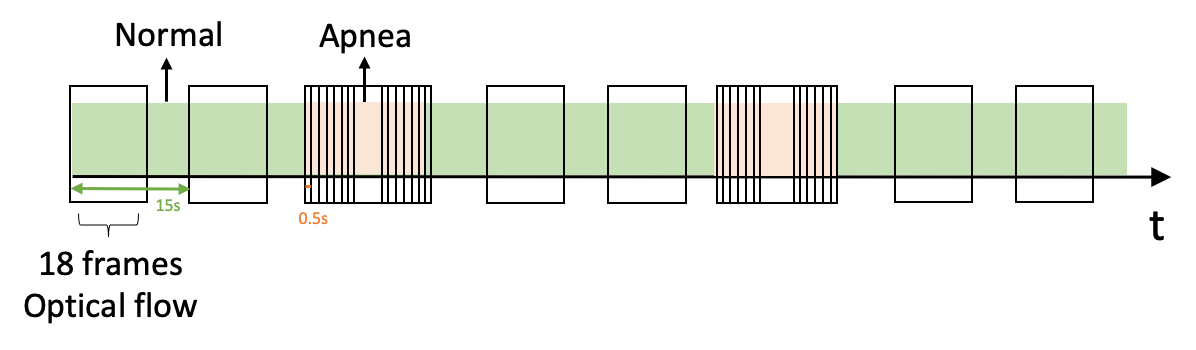 Normal
Apnea
15s
0.5s
t
18 frames
Optical flow